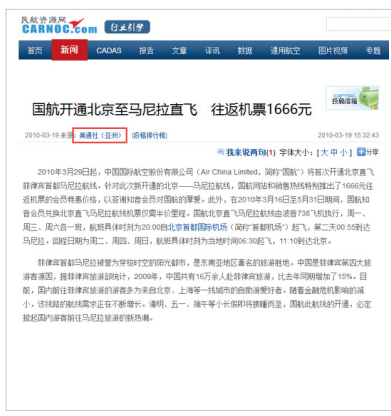 民航资源网
CARNOC.com 行业引擎
首页 新闻 CADAS 报告 文章 译讯 数据 通用航空 图片视频 专题
国航开通北京至马尼拉直飞 往返机票1666元
投稿信箱
2010-03-19 来源: 美通社（亚洲） [投稿排行榜] 2010-03-19 15:32:43
我来说两句(1) 字体大小: [大 中 小] 分享
2010年3月29日起，中国国际航空股份有限公司（Air China Limited，简称“国航”）将首次开通北京直飞
菲律宾首都马尼拉航线。针对此次新开通的北京——马尼拉航线，国航网站和销售热线特别推出了1666元往
返机票的会员特惠价格，以答谢知音会员对国航的厚爱。此外，在2010年3月16日至5月31日期间，国航知
音会员兑换北京直飞马尼拉航线机票仅需半价里程。国航北京直飞马尼拉航线由波音738飞机执行，周一、
周三、周六各一班，航班具体时刻为20:00自北京首都国际机场（简称“首都机场”）起飞，第二天00:55到达
马尼拉。回程日期为周二、周四、周日，航班具体时刻为当地时间06:30起飞，11:10到达北京。
菲律宾首都马尼拉被誉为穿梭时空的阳光都市，是东南亚地区著名的旅游胜地。中国是菲律宾第四大旅
游客源国，据菲律宾旅游部统计，2009年，中国共有16万余人赴菲律宾旅游，比去年同期增加了15%。目
前，国内前往菲律宾旅游的游客多为来自北京、上海等一线城市的自助游爱好者。随着金融危机影响的减
小，该线路的航线需求正在不断增长。清明、五一、端午等小长假即将接踵而至，国航此航线的开通，必定
掀起国内游客前往马尼拉旅游的新热潮。